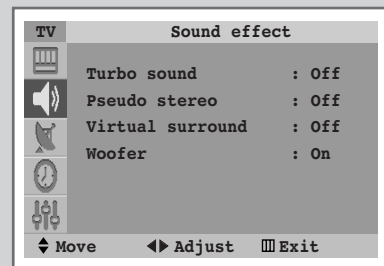 TV Sound effect
Turbo sound : Off
Pseudo stereo : Off
Virtual surround : Off
Woofer : On
Move Adjust Exit